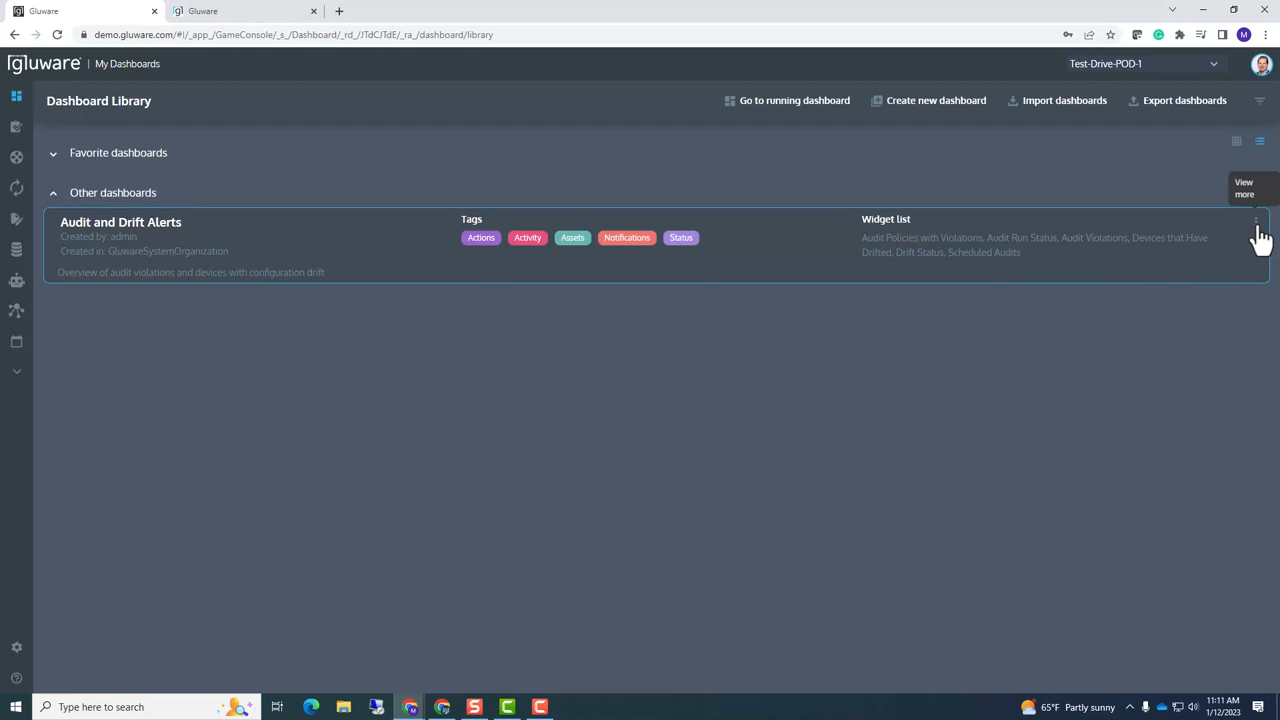 Gluware
Gluware
demo.gluware.com/#!/_app_/GameConsole/_s_/Dashboard/_rd_/JTdCJTdE/_ra_/dashboard/library
M
[gluware] | My Dashboards
Test-Drive-POD-1
Dashboard Library
Go to running dashboard
Create new dashboard
Import dashboards
Export dashboards
Favorite dashboards
Other dashboards
View
more
Audit and Drift Alerts
Created by: admin
Created in: GluwareSystemOrganization
Overview of audit violations and devices with configuration drift
Tags
Actions Activity Assets Notifications Status
Widget list
Audit Policies with Violations, Audit Run Status, Audit Violations, Devices that Have
Drifted, Drift Status, Scheduled Audits
Type here to search
65°F Partly sunny
11:11 AM
1/12/2023